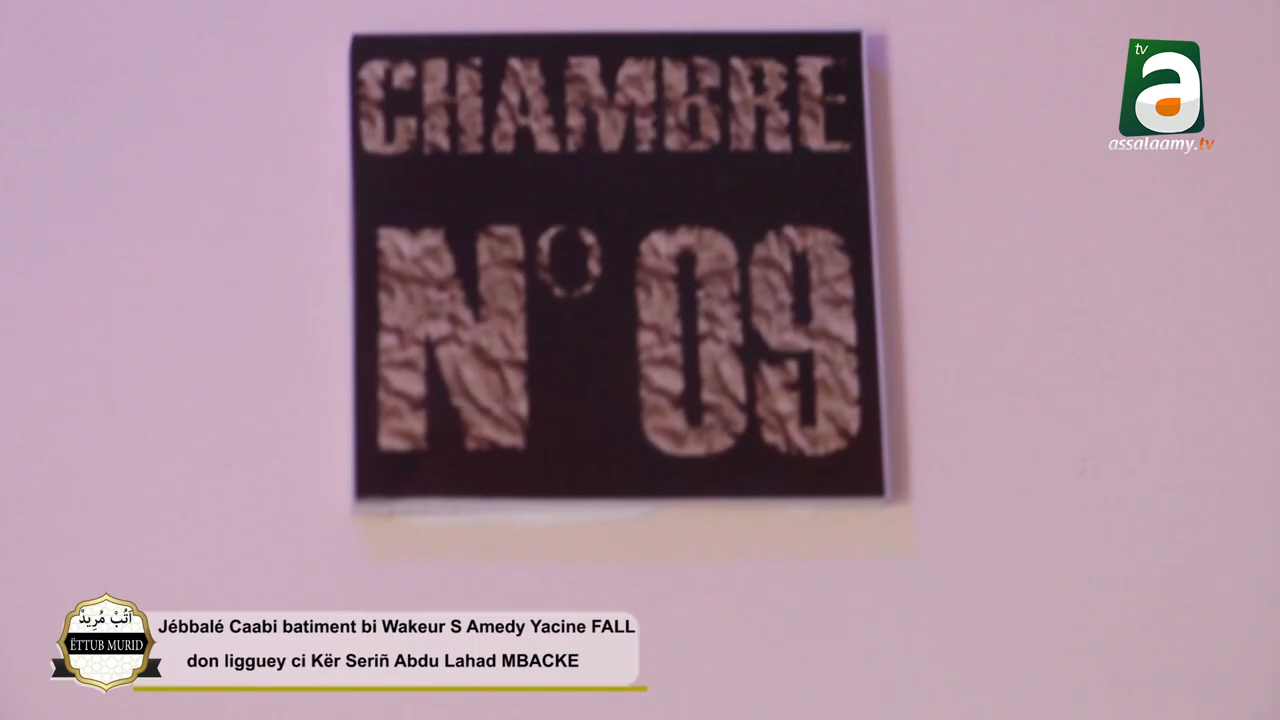 CHAMBRE
N° 09
tv
a
assalaamy.tv
اَتُبْ مُرِيدْ
ËTTUB MURID
Jébbalé Caabi batiment bi Wakeur S Amedy Yacine FALL
don ligguey ci Kër Seriñ Abdu Lahad MBACKE